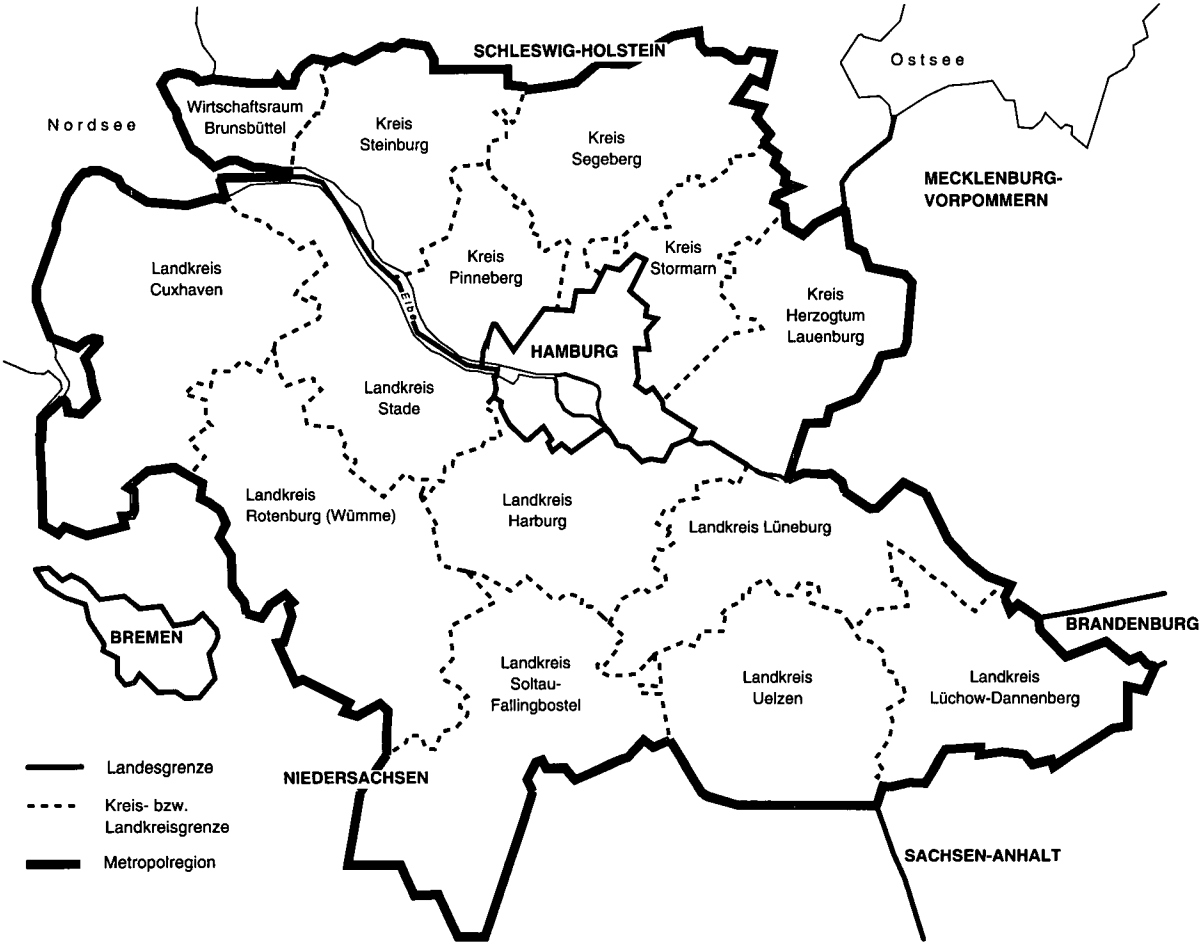 SCHLESWIG-HOLSTEIN
Ostsee
Wirtschaftsraum
Brunsbüttel
Nordsee
Kreis
Steinburg
Kreis
Segeberg
MECKLENBURG-
VORPOMMERN
Landkreis
Cuxhaven
Kreis
Pinneberg
Kreis
Stormarn
Kreis
Herzogtum
Lauenburg
Elbe
HAMBURG
Landkreis
Stade
Landkreis
Rotenburg (Wümme)
Landkreis
Harburg
Landkreis Lüneburg
BREMEN
BRANDENBURG
Landkreis
Soltau-
Fallingbostel
Landkreis
Uelzen
Landkreis
Lüchow-Dannenberg
NIEDERSACHSEN
Landesgrenze
Kreis- bzw.
Landkreisgrenze
Metropolregion
SACHSEN-ANHALT